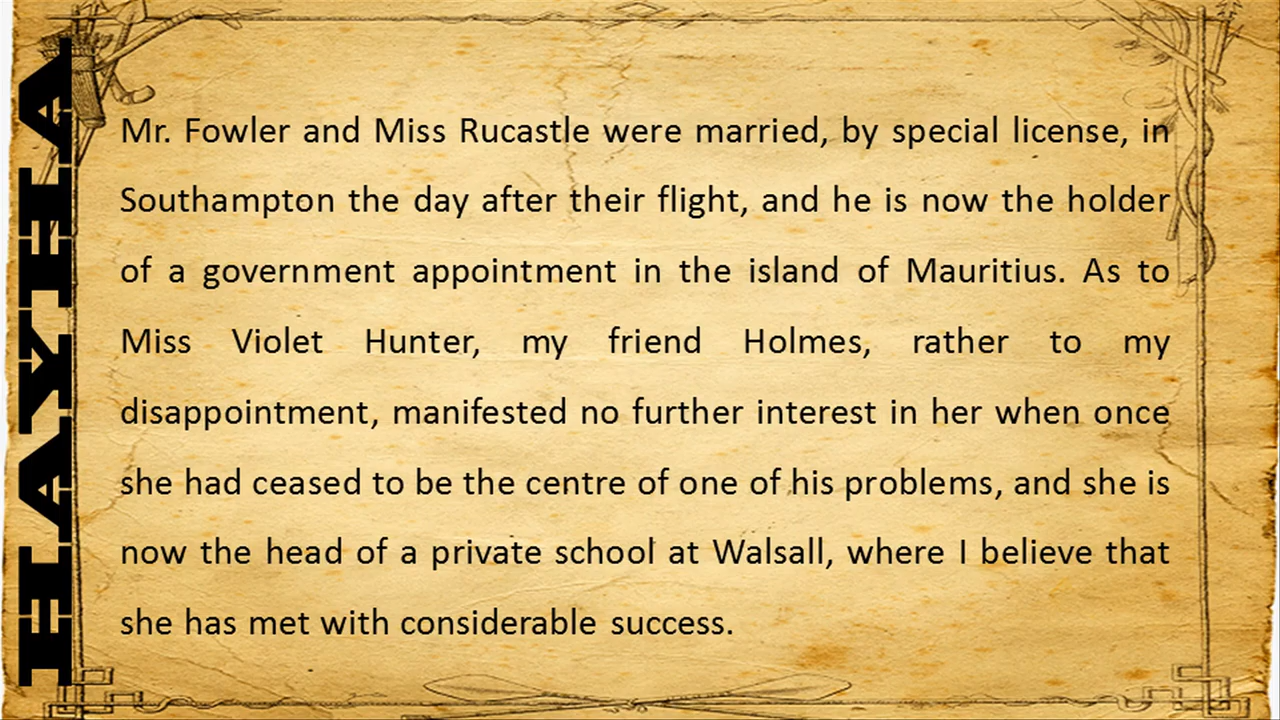 HAYHA
Mr. Fowler and Miss Rucastle were married, by special license, in
Southampton the day after their flight, and he is now the holder
of a government appointment in the island of Mauritius. As to
Miss Violet Hunter, my friend Holmes, rather to my
disappointment, manifested no further interest in her when once
she had ceased to be the centre of one of his problems, and she is
now the head of a private school at Walsall, where I believe that
she has met with considerable success.